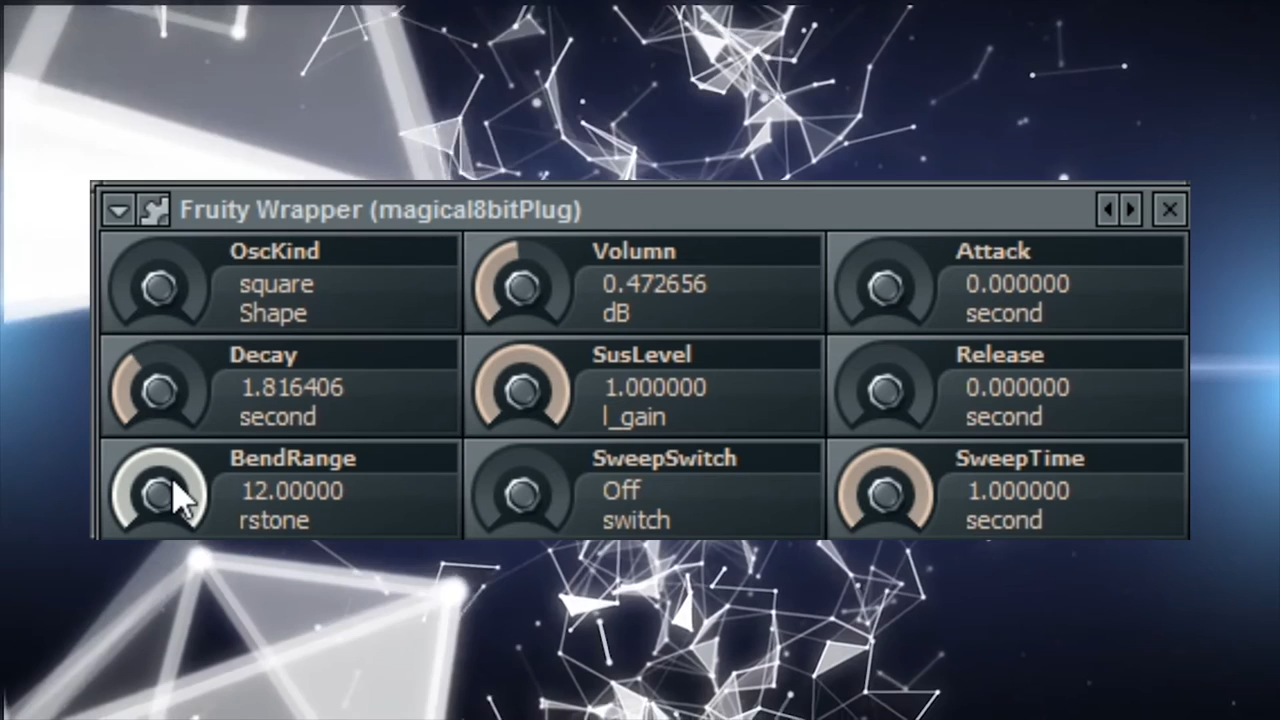 Fruity Wrapper (magical8bitPlug)
OscKind
square
Shape
Volumn
0.472656
dB
Attack
0.000000
second
Decay
1.816406
second
SusLevel
1.000000
l_gain
Release
0.000000
second
BendRange
12.00000
rstone
SweepSwitch
Off
switch
SweepTime
1.000000
second